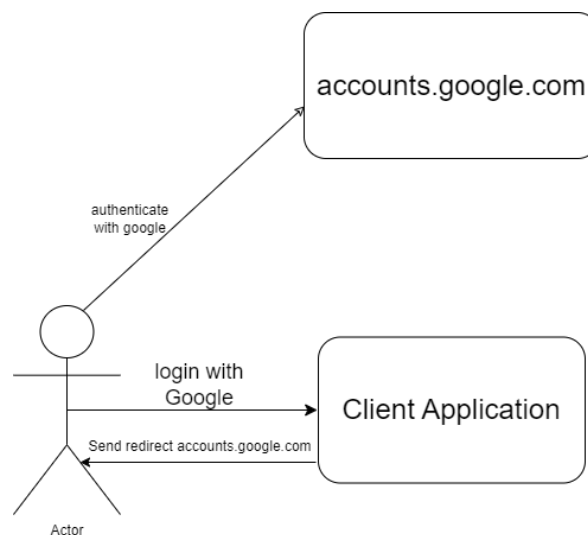 accounts.google.com
authenticate
with google
login with
Google
Client Application
Send redirect accounts.google.com
Actor